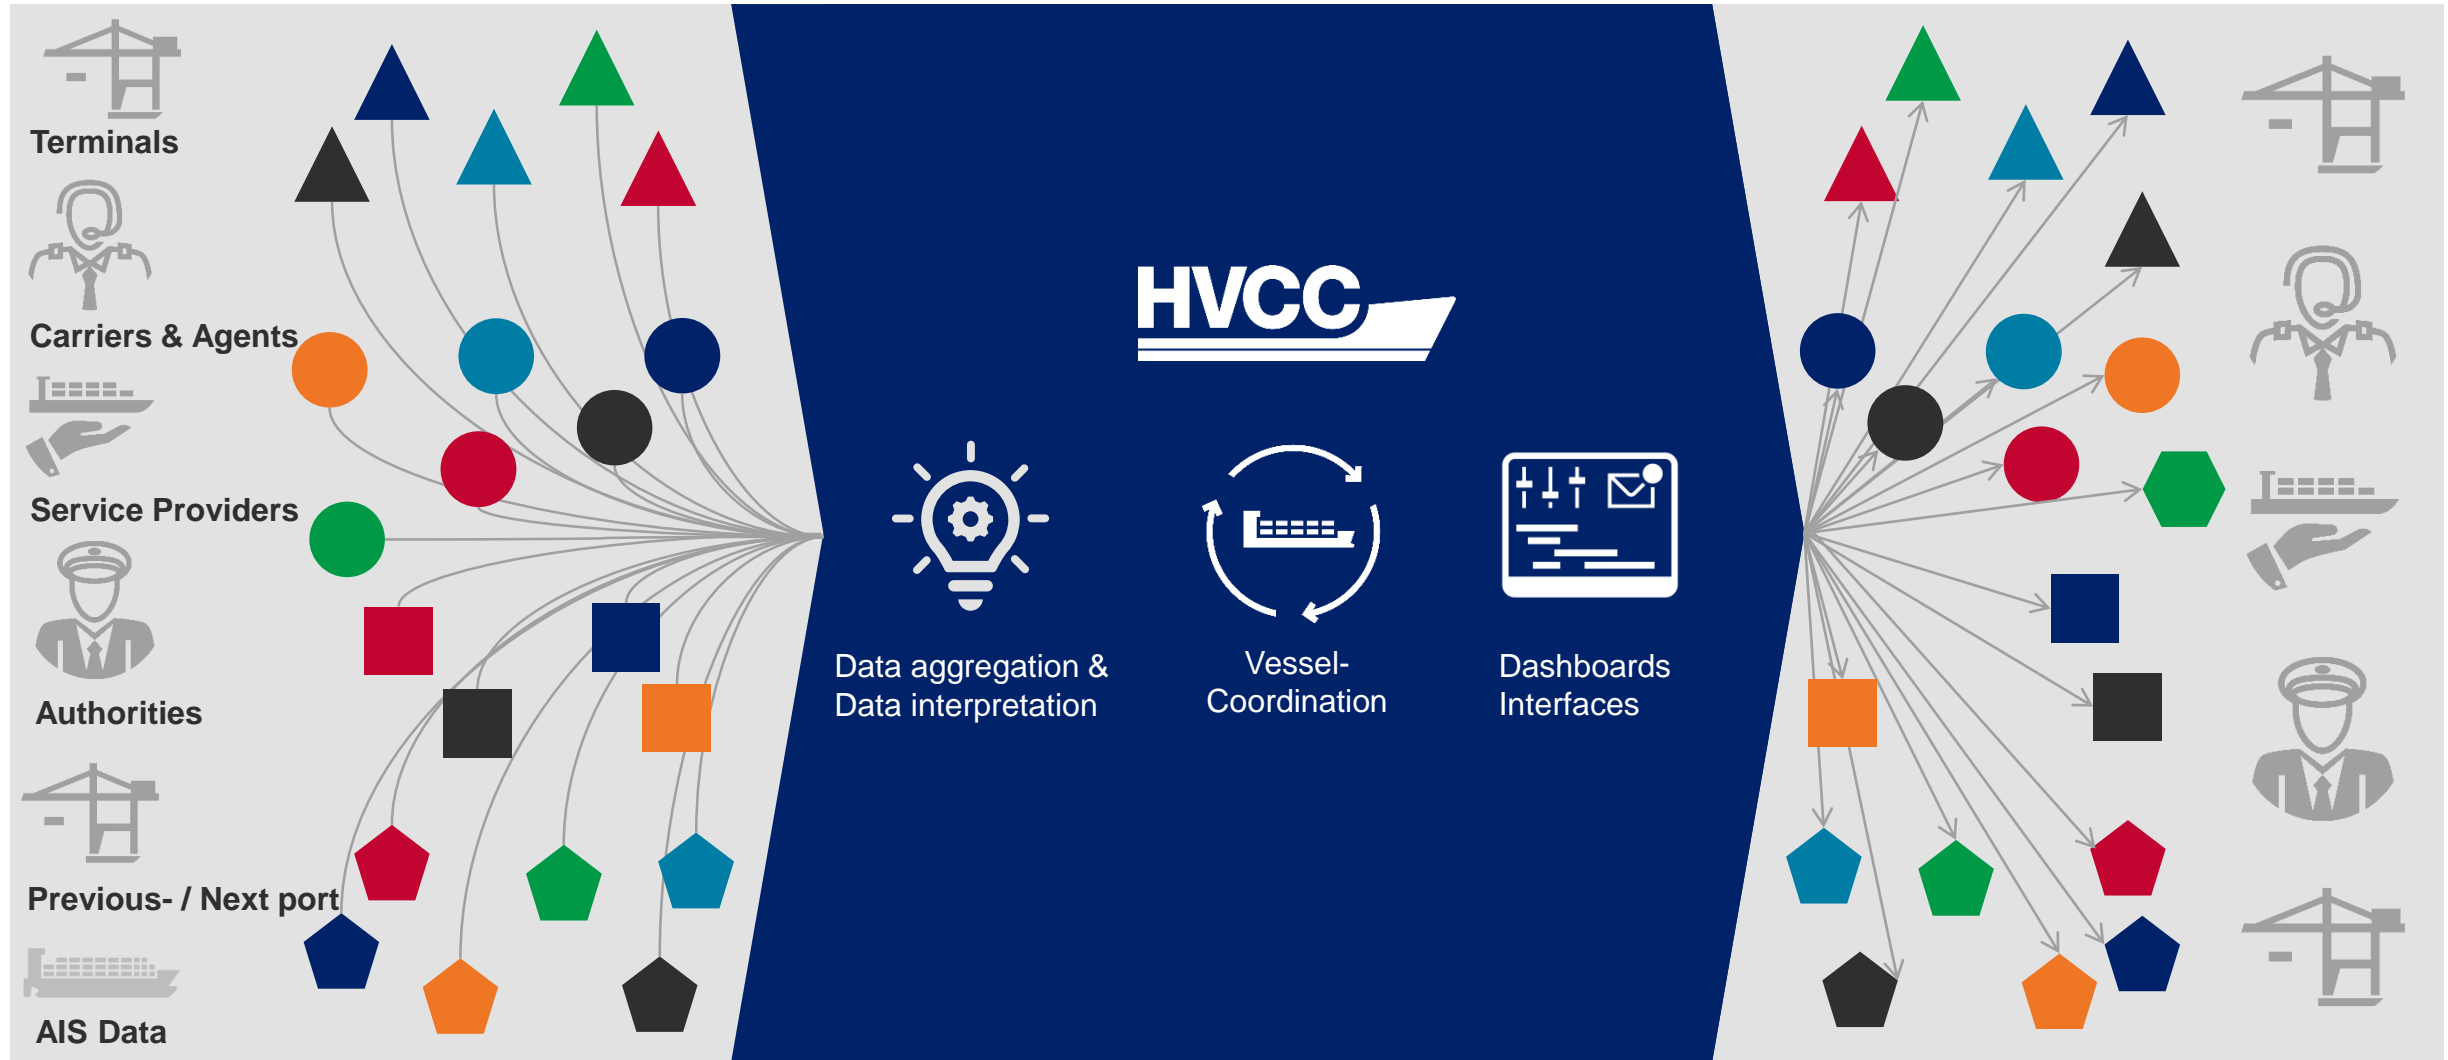 Terminals
Carriers & Agents
Service Providers
Authorities
Previous- / Next port
AIS Data
HVCC
Data aggregation &
Data interpretation
Vessel-
Coordination
Dashboards
Interfaces